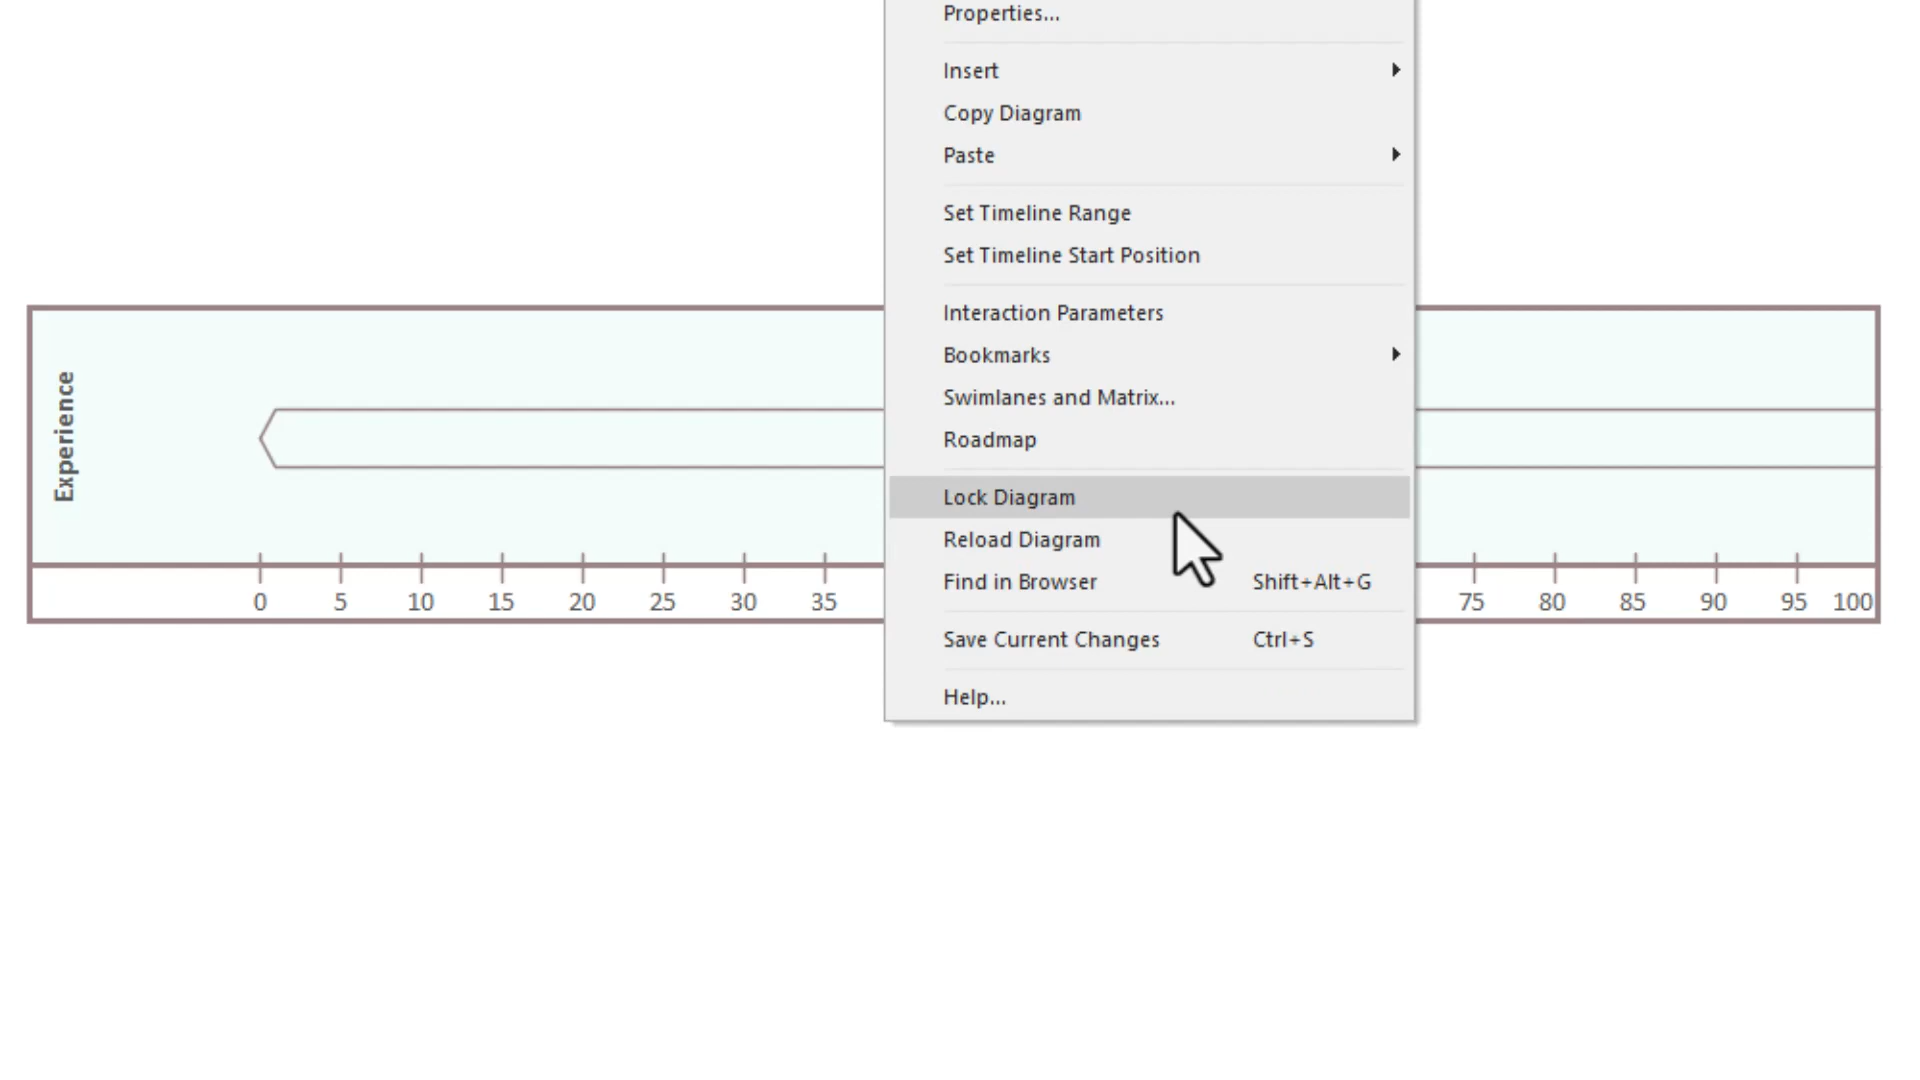 Properties...
Insert
Copy Diagram
Paste
Set Timeline Range
Set Timeline Start Position
Interaction Parameters
Bookmarks
Swimlanes and Matrix...
Roadmap
Lock Diagram
Reload Diagram
Find in Browser Shift+Alt+G
Save Current Changes Ctrl+S
Help...
Experience
0 5 10 15 20 25 30 35 75 80 85 90 95 100